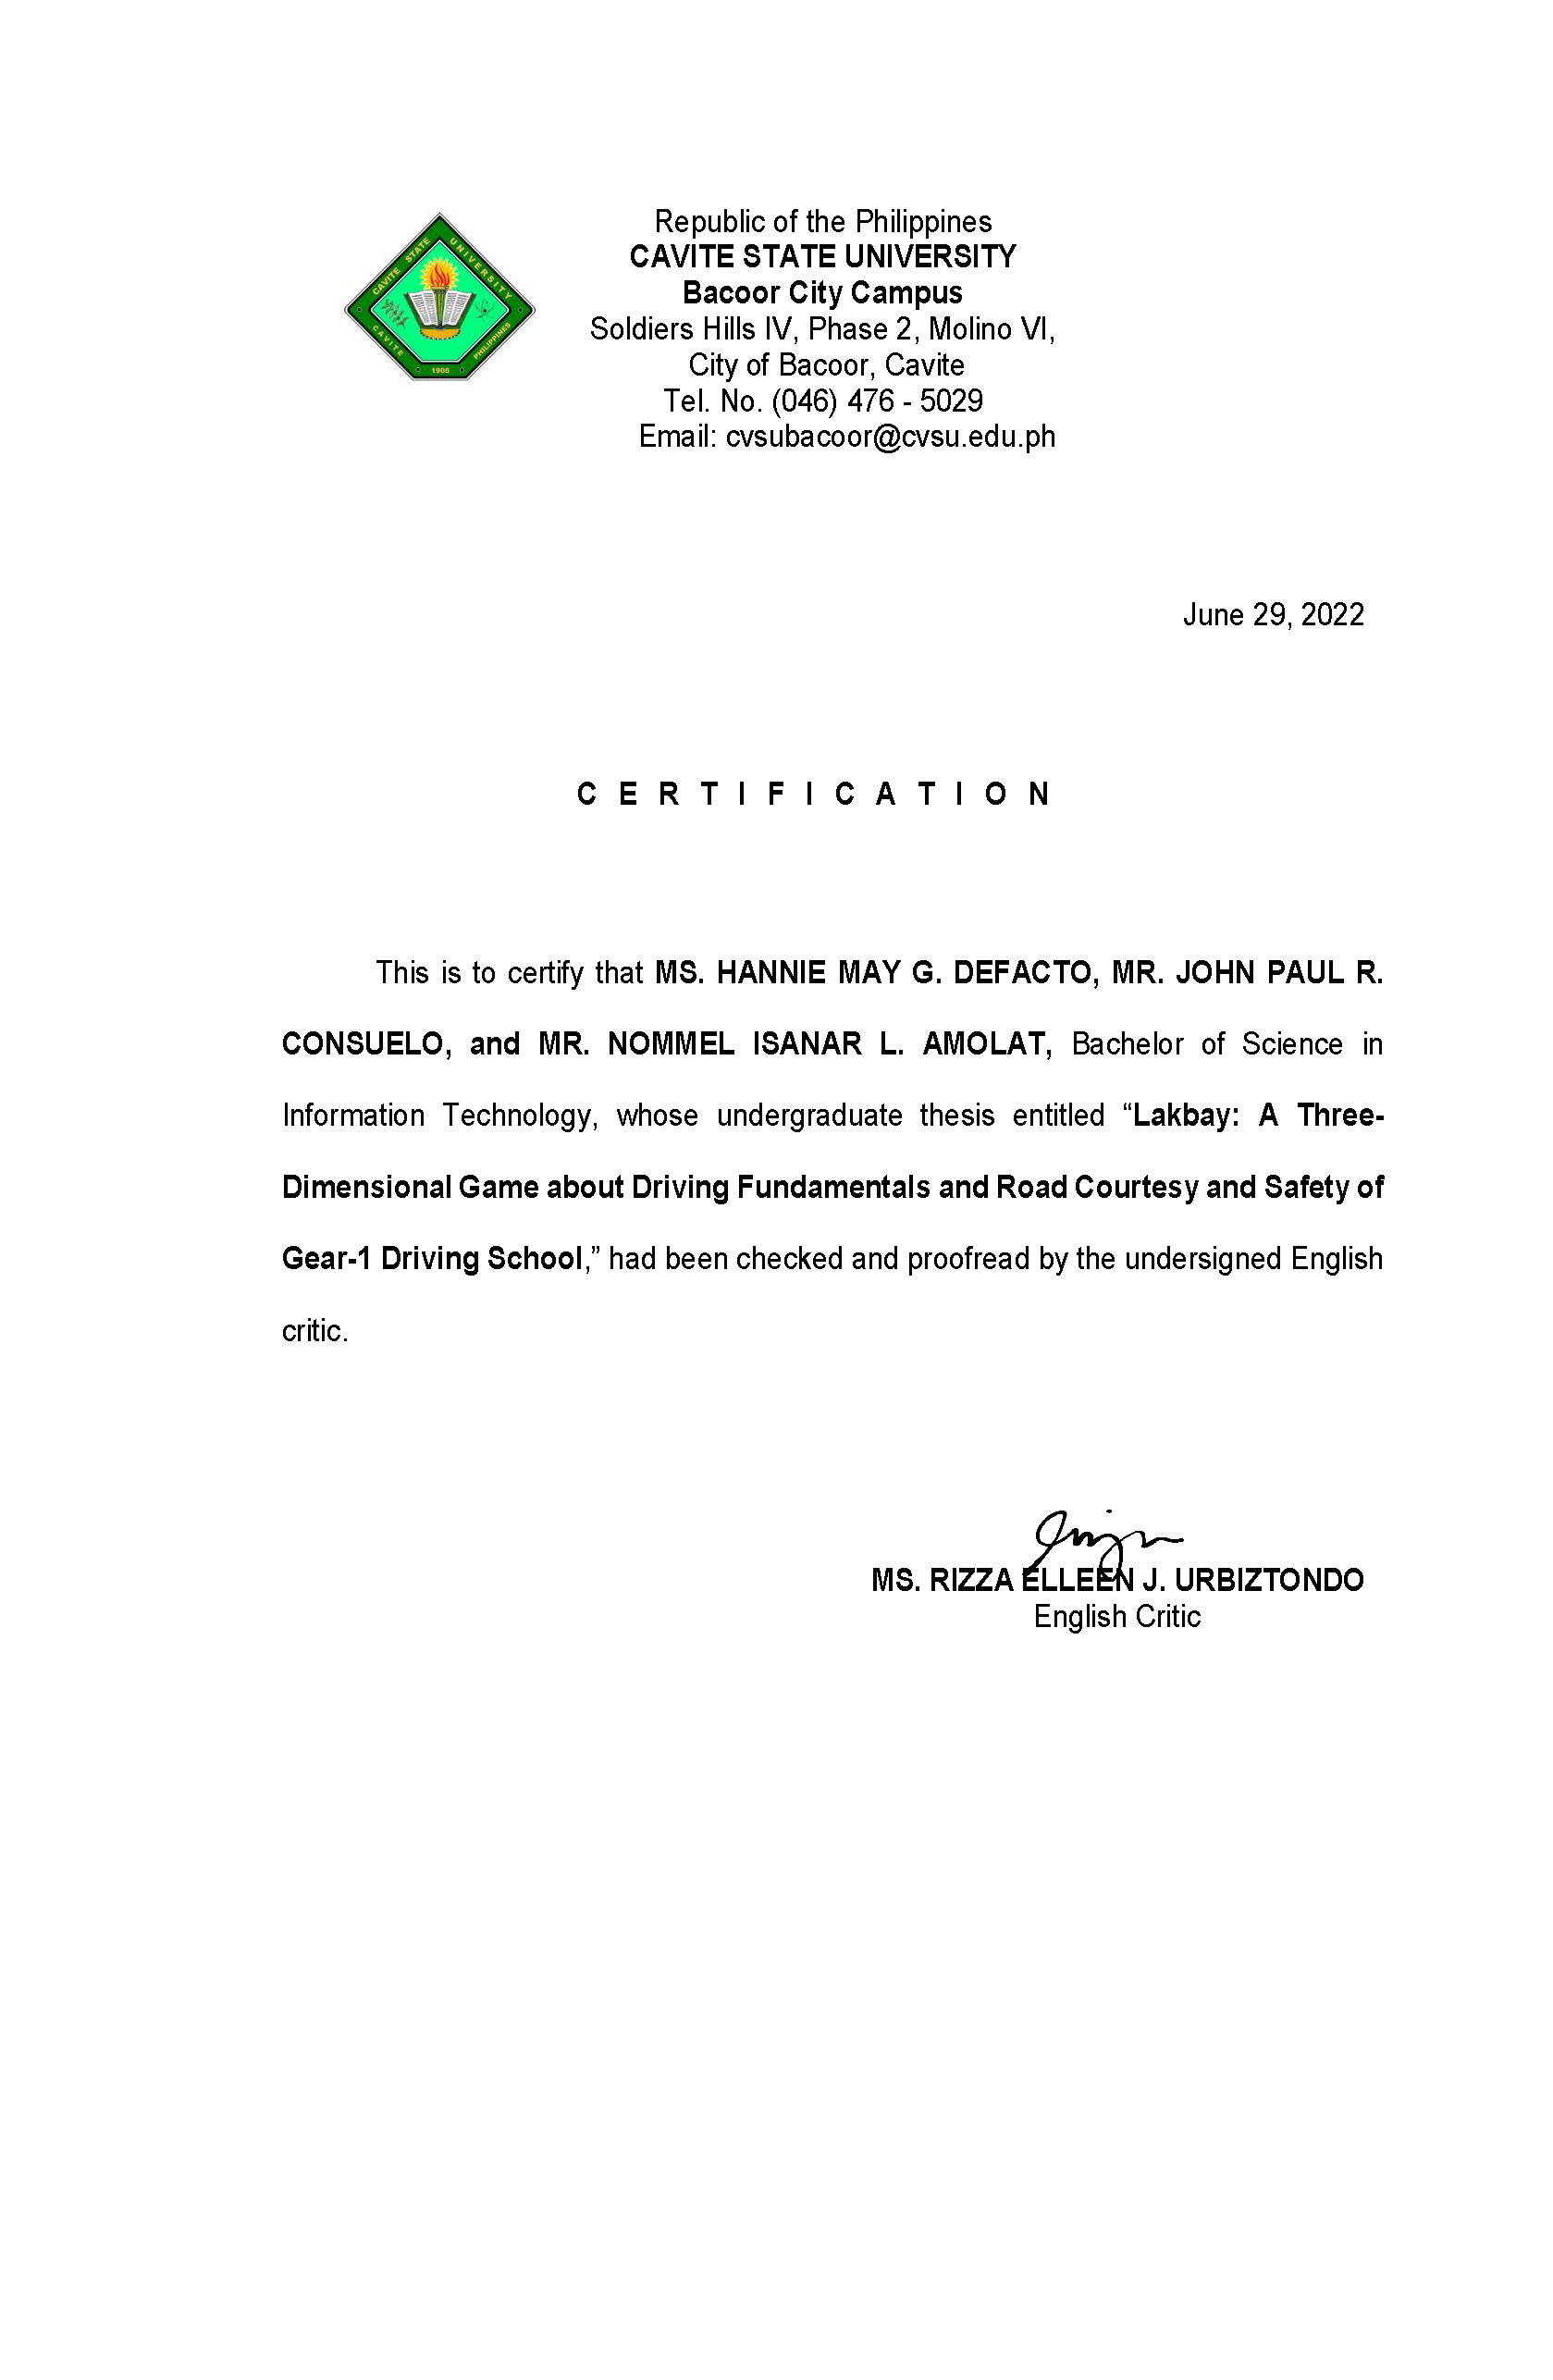 CAVITE STATE UNIVERSITY
CAVITE PHILIPPINES
1906
Republic of the Philippines
CAVITE STATE UNIVERSITY
Bacoor City Campus
Soldiers Hills IV, Phase 2, Molino VI,
City of Bacoor, Cavite
Tel. No. (046) 476 - 5029
Email: cvsubacoor@cvsu.edu.ph
June 29, 2022
C E R T I F I C A T I O N
This is to certify that MS. HANNIE MAY G. DEFACTO, MR. JOHN PAUL R.
CONSUELO, and MR. NOMMEL ISANAR L. AMOLAT, Bachelor of Science in
Information Technology, whose undergraduate thesis entitled “Lakbay: A Three-
Dimensional Game about Driving Fundamentals and Road Courtesy and Safety of
Gear-1 Driving School,” had been checked and proofread by the undersigned English
critic.
MS. RIZZA ELLEEN J. URBIZTONDO
English Critic